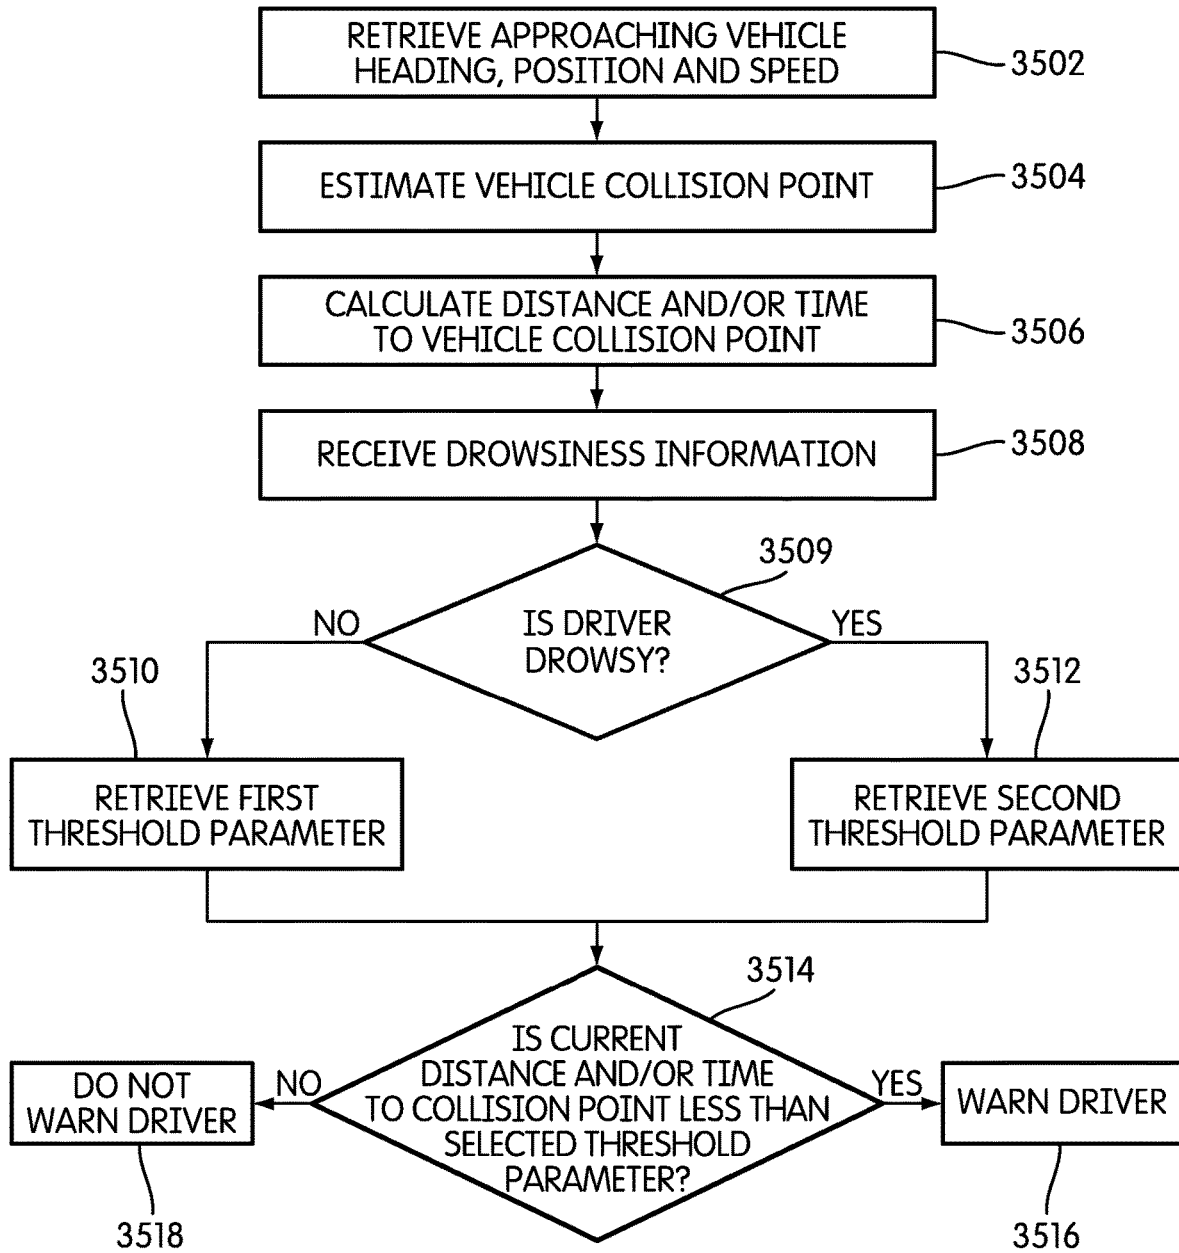 RETRIEVE APPROACHING VEHICLE
HEADING, POSITION AND SPEED
3502
ESTIMATE VEHICLE COLLISION POINT
3504
CALCULATE DISTANCE AND/OR TIME
TO VEHICLE COLLISION POINT
3506
RECEIVE DROWSINESS INFORMATION
3508
3509
IS DRIVER
DROWSY?
NO
YES
3510
3512
RETRIEVE FIRST
THRESHOLD PARAMETER
RETRIEVE SECOND
THRESHOLD PARAMETER
3514
IS CURRENT
DISTANCE AND/OR TIME
TO COLLISION POINT LESS THAN
SELECTED THRESHOLD
PARAMETER?
NO
YES
DO NOT
WARN DRIVER
WARN DRIVER
3518
3516